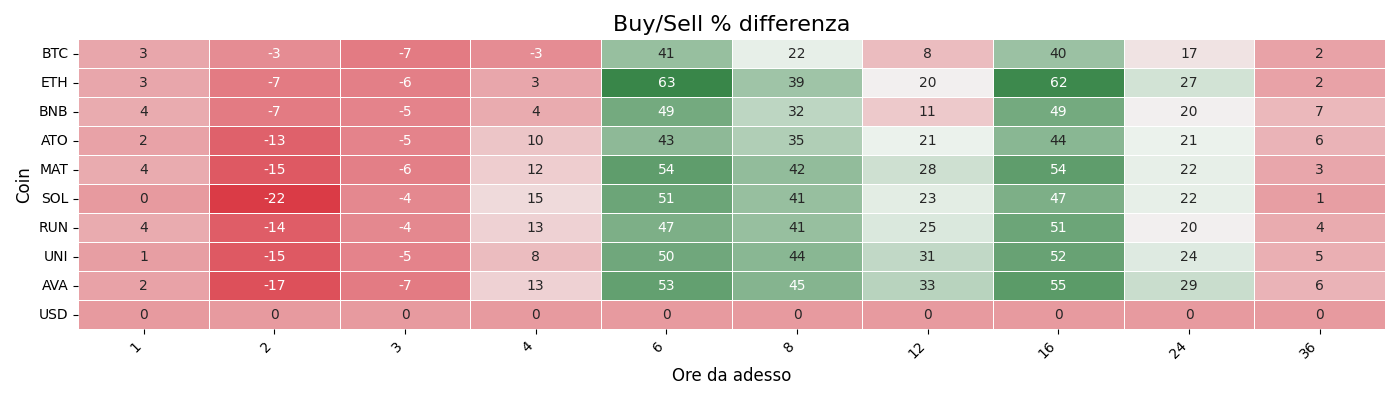 Buy/Sell % differenza
Coin
BTC 3 -3 -7 -3 41 22 8 40 17 2
ETH 3 -7 -6 3 63 39 20 62 27 2
BNB 4 -7 -5 4 49 32 11 49 20 7
ATO 2 -13 -5 10 43 35 21 44 21 6
MAT 4 -15 -6 12 54 42 28 54 22 3
SOL 0 -22 -4 15 51 41 23 47 22 1
RUN 4 -14 -4 13 47 41 25 51 20 4
UNI 1 -15 -5 8 50 44 31 52 24 5
AVA 2 -17 -7 13 53 45 33 55 29 6
USD 0 0 0 0 0 0 0 0 0 0
1 2 3 4 6 8 12 16 24 36
Ore da adesso